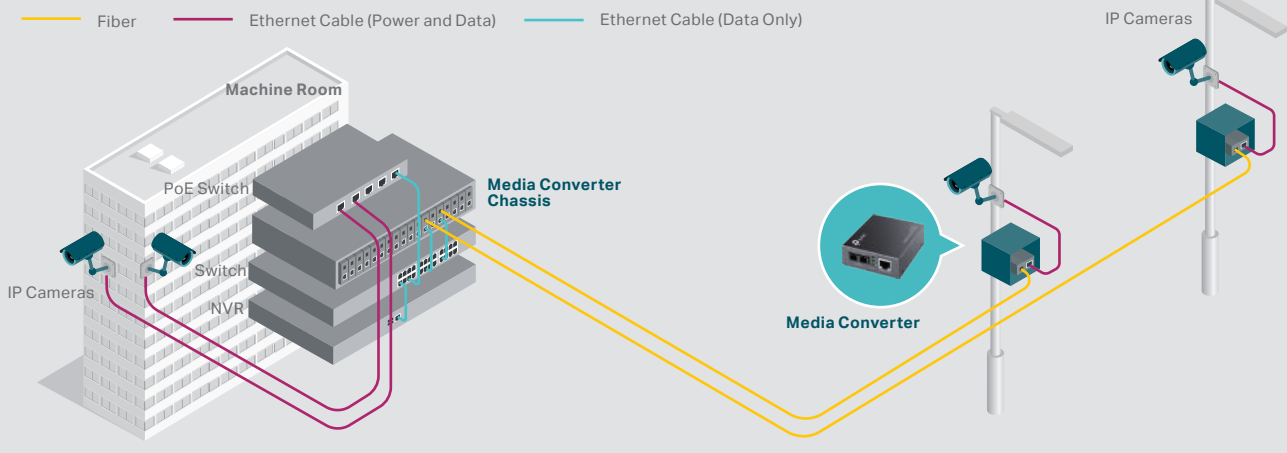 Fiber
Ethernet Cable (Power and Data)
Ethernet Cable (Data Only)
IP Cameras
Machine Room
PoE Switch
Media Converter
Chassis
Switch
IP Cameras
NVR
Media Converter